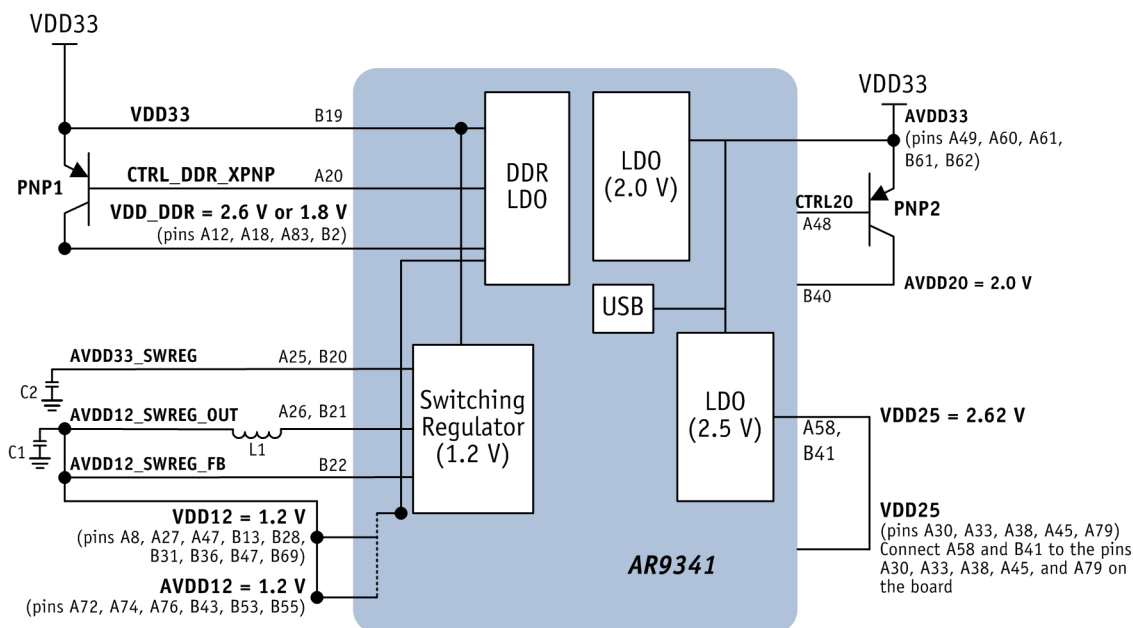 VDD33
VDD33
B19
PNP1
CTRL_DDR_XPNP
A20
VDD_DDR = 2.6 V or 1.8 V
(pins A12, A18, A83, B2)
DDR
LDO
LDO
(2.0 V)
USB
VDD33
AVDD33
(pins A49, A60, A61,
B61, B62)
CTRL20
A48
PNP2
B40
AVDD20 = 2.0 V
AVDD33_SWREG
A25, B20
C2
AVDD12_SWREG_OUT
A26, B21
C1
L1
AVDD12_SWREG_FB
B22
Switching
Regulator
(1.2 V)
LDO
(2.5 V)
A58,
B41
VDD25 = 2.62 V
VDD12 = 1.2 V
(pins A8, A27, A47, B13, B28,
B31, B36, B47, B69)
AVDD12 = 1.2 V
(pins A72, A74, A76, B43, B53, B55)
AR9341
VDD25
(pins A30, A33, A38, A45, A79)
Connect A58 and B41 to the pins
A30, A33, A38, A45, and A79 on
the board